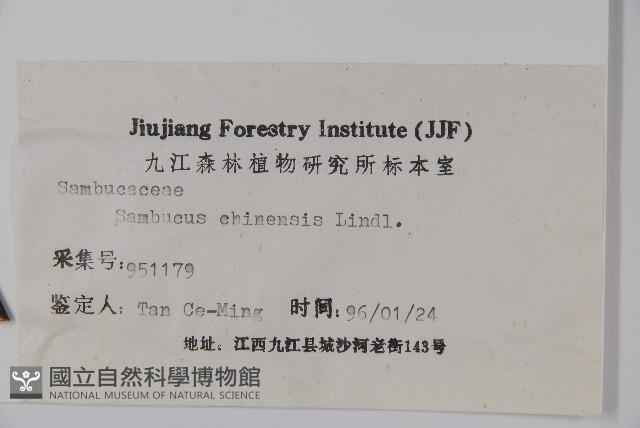 Jiujiang Forestry Institute (JJF)
九江森林植物研究所标本室
Sambucaceae
Sambucus chinensis Lindl.
采集号:951179
鉴定人: Tan Ce-Ming 时间: 96/01/24
地址: 江西九江县城沙河老街143号
國立自然科學博物館
NATIONAL MUSEUM OF NATURAL SCIENCE